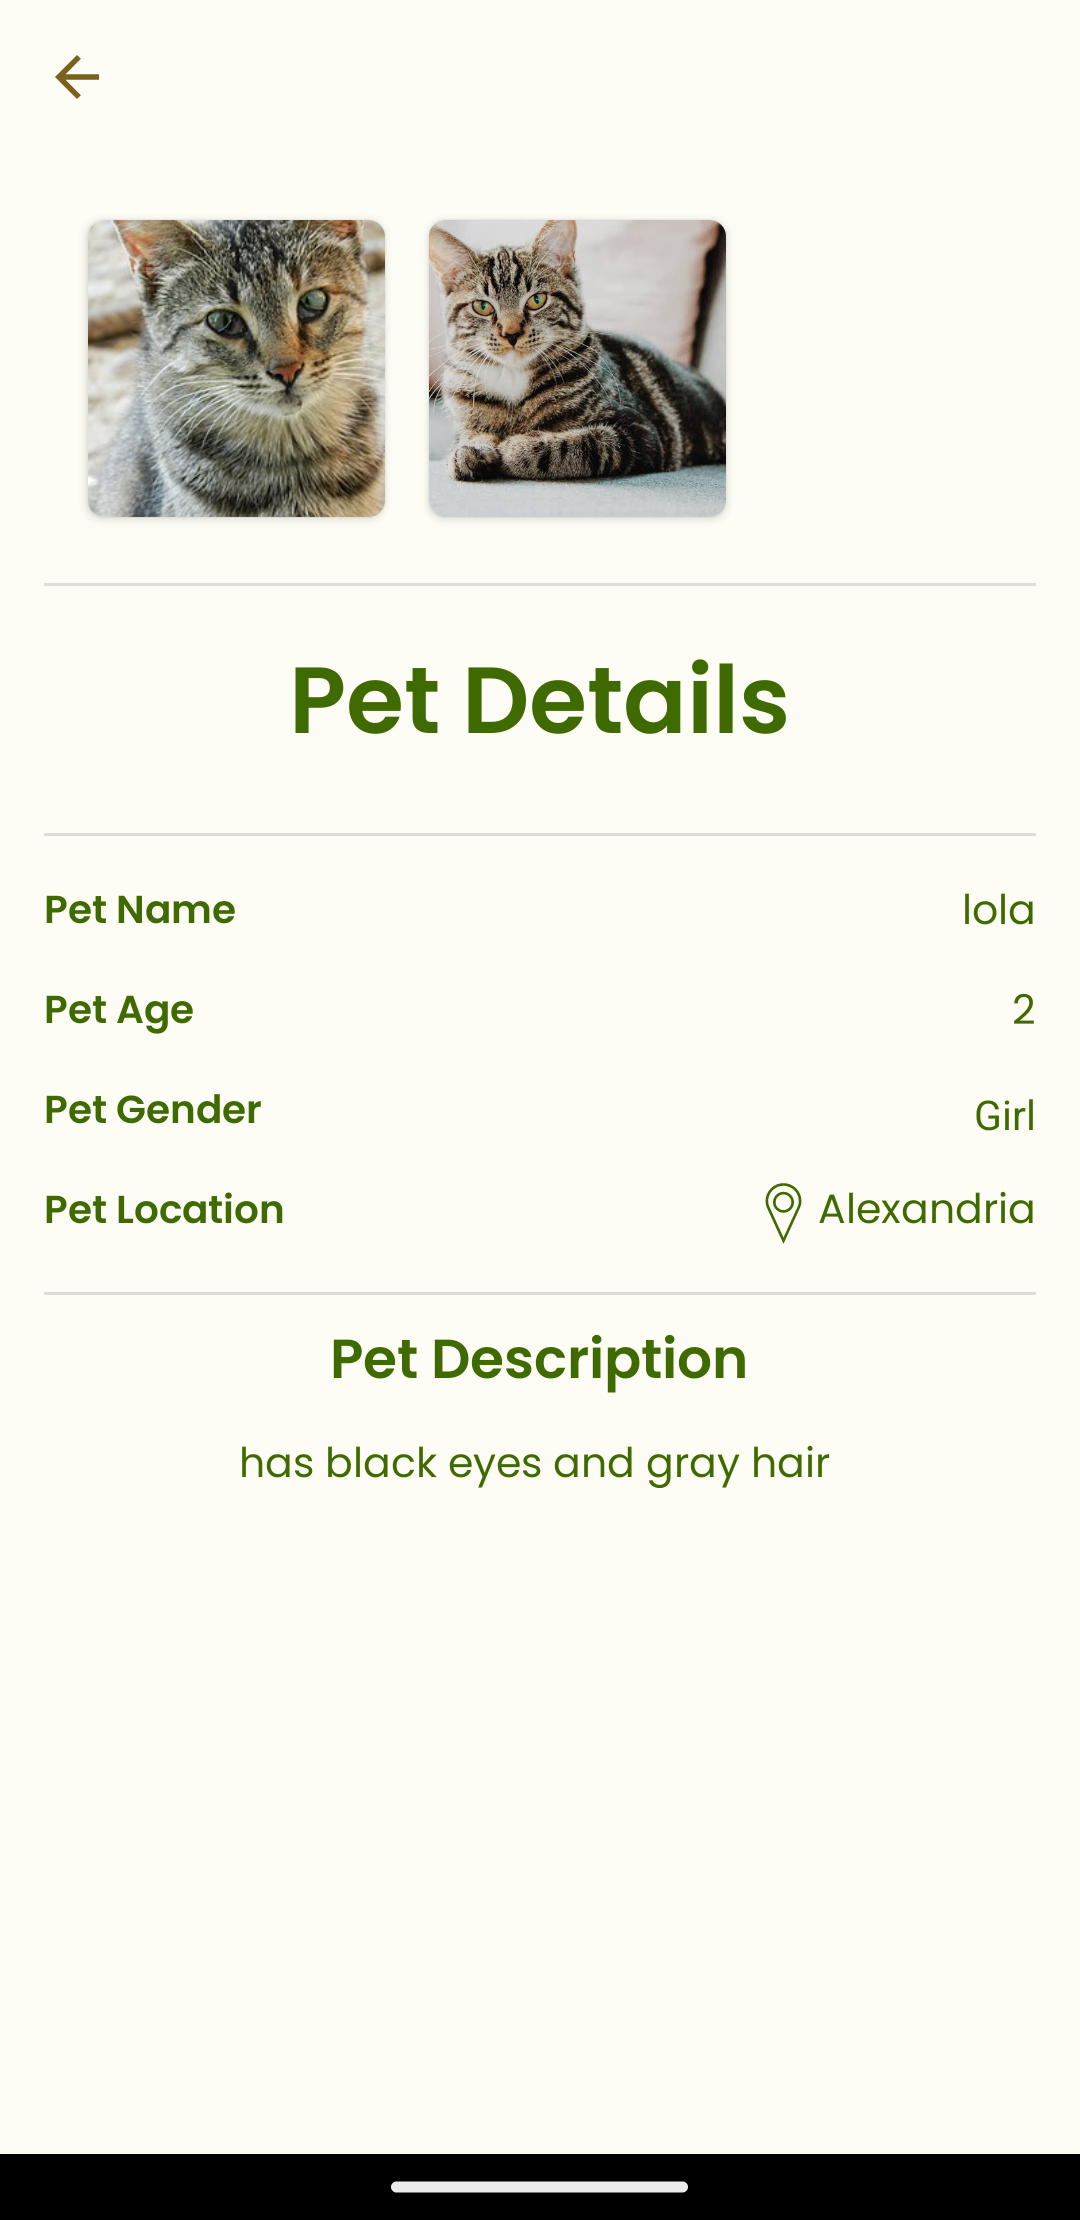 Pet Details
Pet Name lola
Pet Age 2
Pet Gender Girl
Pet Location Alexandria
Pet Description
has black eyes and gray hair